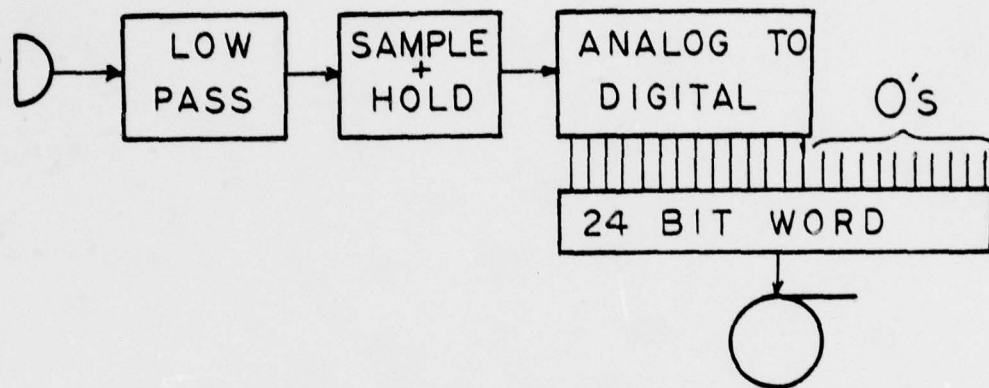 LOW
PASS
SAMPLE
+
HOLD
ANALOG TO
DIGITAL
O's
24 BIT WORD